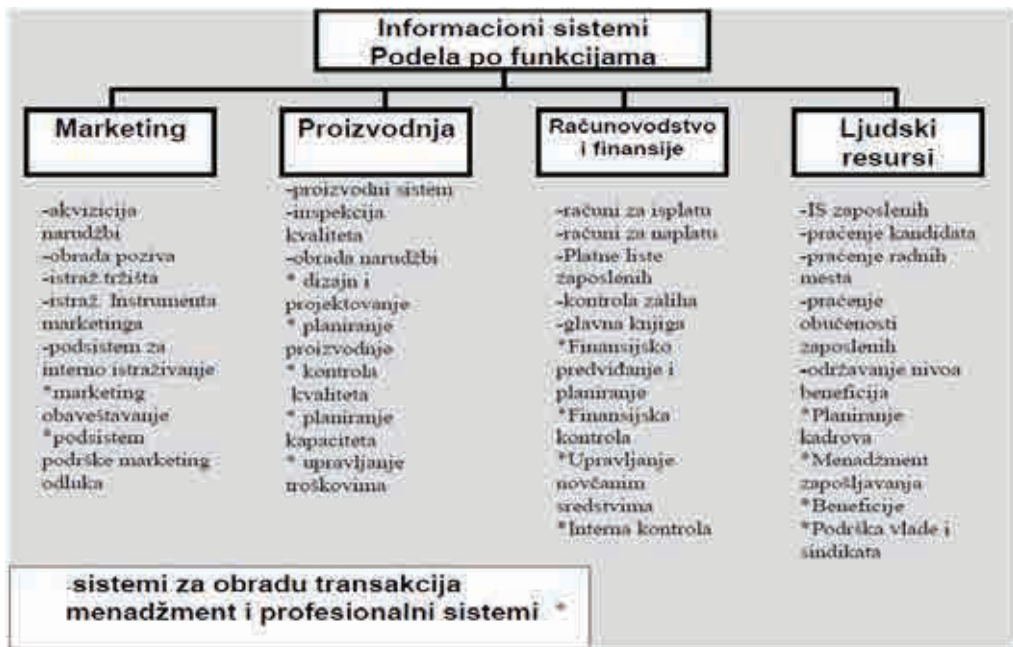 Informacioni sistemi
Podela po funkcijama
Marketing
-akvizicija
narudžbi
-obrada poziva
-istraž.tržišta
-istraž. Instrumenta
marketinga
-podsistem za
interno istraživanje
*marketing
obaveštavanje
*podsistem
podrške marketing
odluka
Proizvodnja
-proizvodni sistem
-inspekcija
kvaliteta
-obrada narudžbi
* dizajn i
projektovanje
* planiranje
proizvodnje
* kontrola
kvaliteta
* planiranje
kapaciteta
* upravljanje
troškovima
Računovodstvo
i finansije
-računi za isplatu
-računi za naplatu
-Platne liste
zaposlenih
-kontrola zaliha
-glavna knjiga
*Finansijsko
predviđanje i
planiranje
*Finansijska
kontrola
*Upravljanje
novčanim
sredstvima
*Interna kontrola
Ljudski
resursi
-IS zaposlenih
-praćenje kandidata
-praćenje radnih
mesta
-praćenje
obučenosti
zaposlenih
-održavanje nivoa
beneficija
*Planiranje
kadrova
*Menadžment
zapošljavanja
*Beneficije
*Podrška vlade i
sindikata
-sistemi za obradu transakcija
menadžment i profesionalni sistemi *